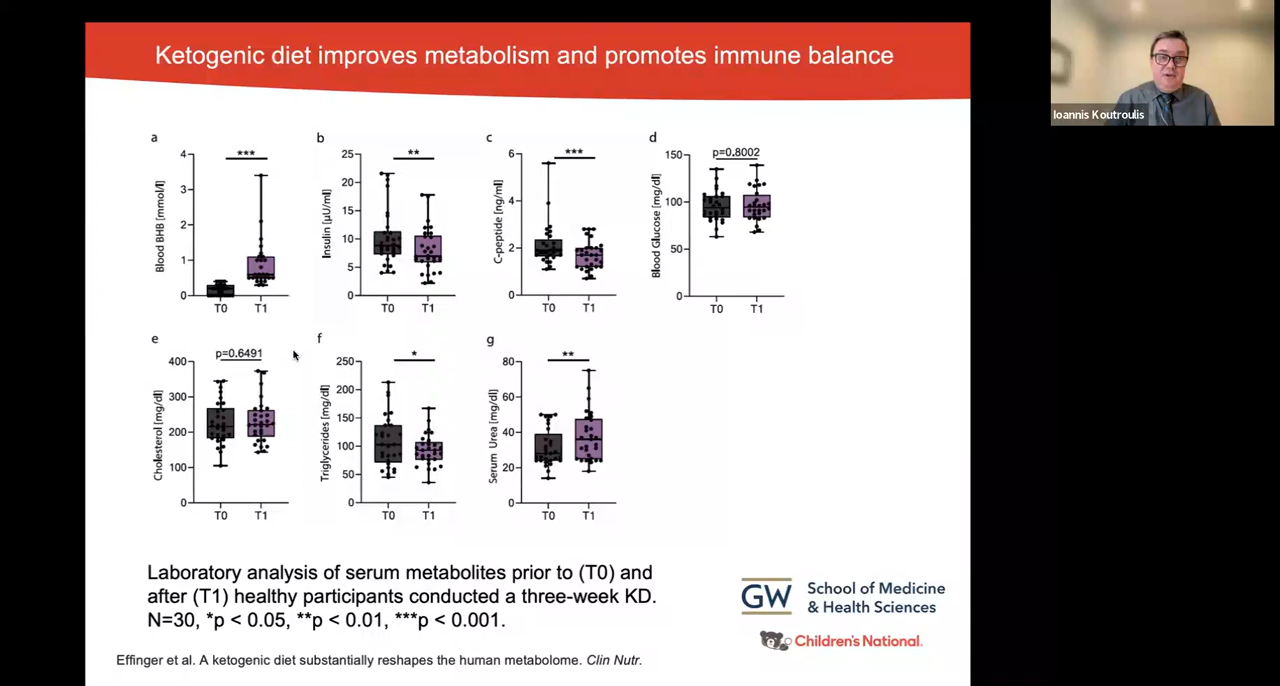 Ketogenic diet improves metabolism and promotes immune balance
Ioannis Koutroulis
a
***
Blood BHB [mmol/l]
4
3
2
1
0
T0 T1
b
**
Insulin [µU/ml]
25
20
15
10
5
0
T0 T1
c
***
C-peptide [ng/ml]
6
4
2
0
T0 T1
d
p=0.8002
Blood Glucose [mg/dl]
150
100
50
0
T0 T1
e
p=0.6491
Cholesterol [mg/dl]
400
300
200
100
0
T0 T1
f
*
Triglycerides [mg/dl]
250
200
150
100
50
0
T0 T1
g
**
Serum Urea [mg/dl]
80
60
40
20
0
T0 T1
Laboratory analysis of serum metabolites prior to (T0) and
after (T1) healthy participants conducted a three-week KD.
N=30, *p < 0.05, **p < 0.01, ***p < 0.001.
GW
School of Medicine
& Health Sciences
Children's National.
Effinger et al. A ketogenic diet substantially reshapes the human metabolome. Clin Nutr.